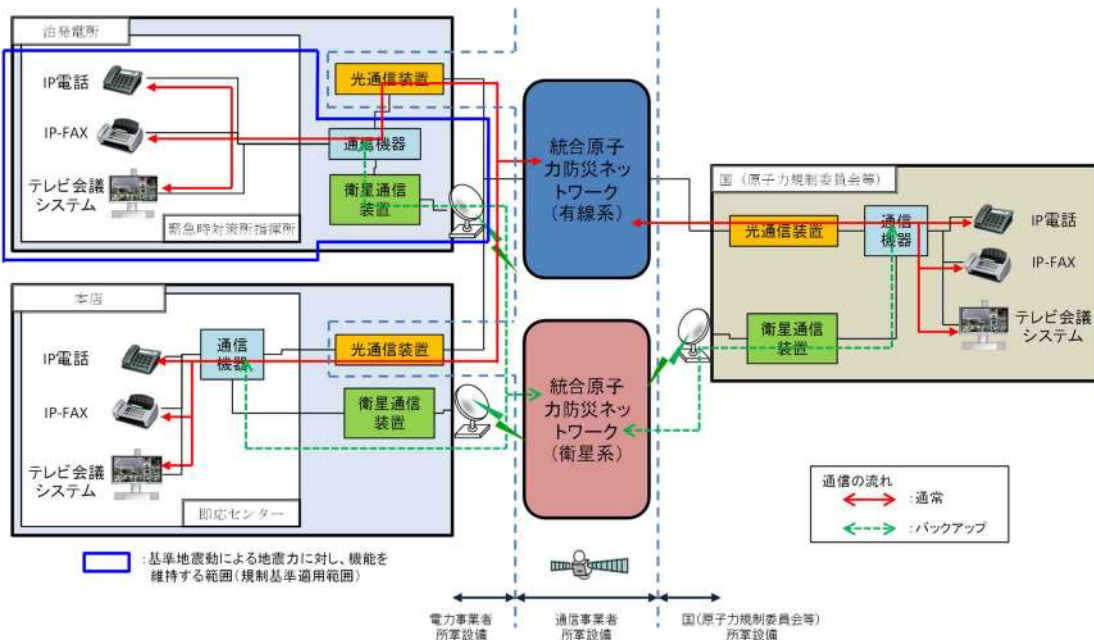 泊発電所
IP電話
IP-FAX
テレビ会議
システム
緊急時対策所指揮所
光通信装置
通信機器
衛星通信
装置
本店
IP電話
IP-FAX
テレビ会議
システム
即応センター
通信
機器
光通信装置
衛星通信
装置
統合原子
力防災ネッ
トワーク
(有線系)
統合原子
力防災ネッ
トワーク
(衛星系)
国(原子力規制委員会等)
光通信装置
通信
機器
衛星通信
装置
IP電話
IP-FAX
テレビ会議
システム
通信の流れ
:通常
:バックアップ
:基準地震動による地震力に対し、機能を
維持する範囲(規制基準適用範囲)
電力事業者
所掌設備
通信事業者
所掌設備
国(原子力規制委員会等)
所掌設備